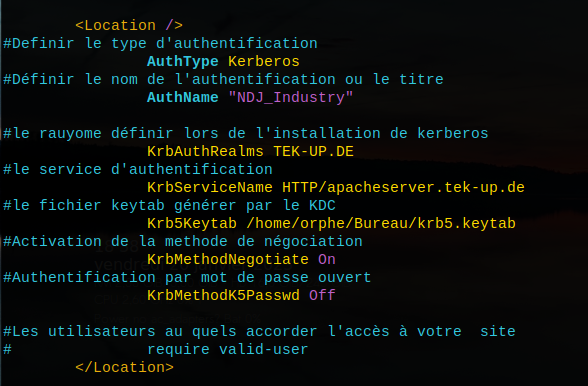 <Location />
#Definir le type d'authentification
AuthType Kerberos
#Définir le nom de l'authentification ou le titre
AuthName "NDJ_Industry"
#le rauyome définir lors de l'installation de kerberos
KrbAuthRealms TEK-UP.DE
#le service d'authentification
KrbServiceName HTTP/apacheserver.tek-up.de
#le fichier keytab générer par le KDC
Krb5Keytab /home/orphe/Bureau/krb5.keytab
#Activation de la methode de négociation
KrbMethodNegotiate On
#Authentification par mot de passe ouvert
KrbMethodK5Passwd Off
#Les utilisateurs au quels accorder l'accès à votre  site
#               require valid-user
</Location>